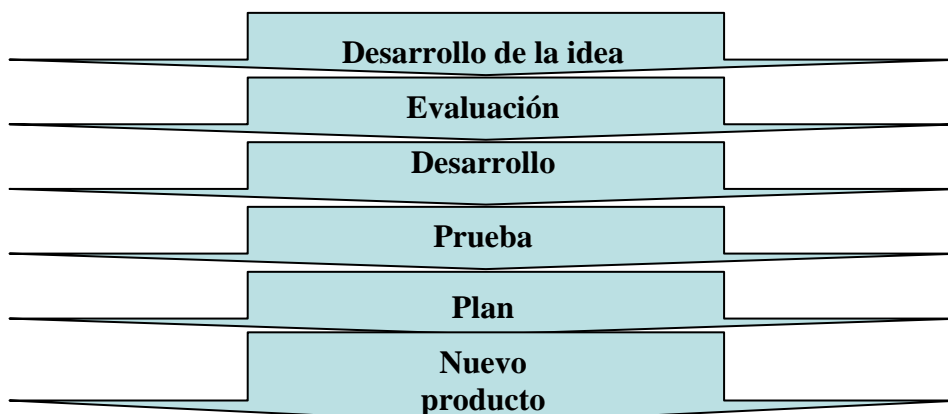 Desarrollo de la idea
Evaluación
Desarrollo
Prueba
Plan
Nuevo
producto